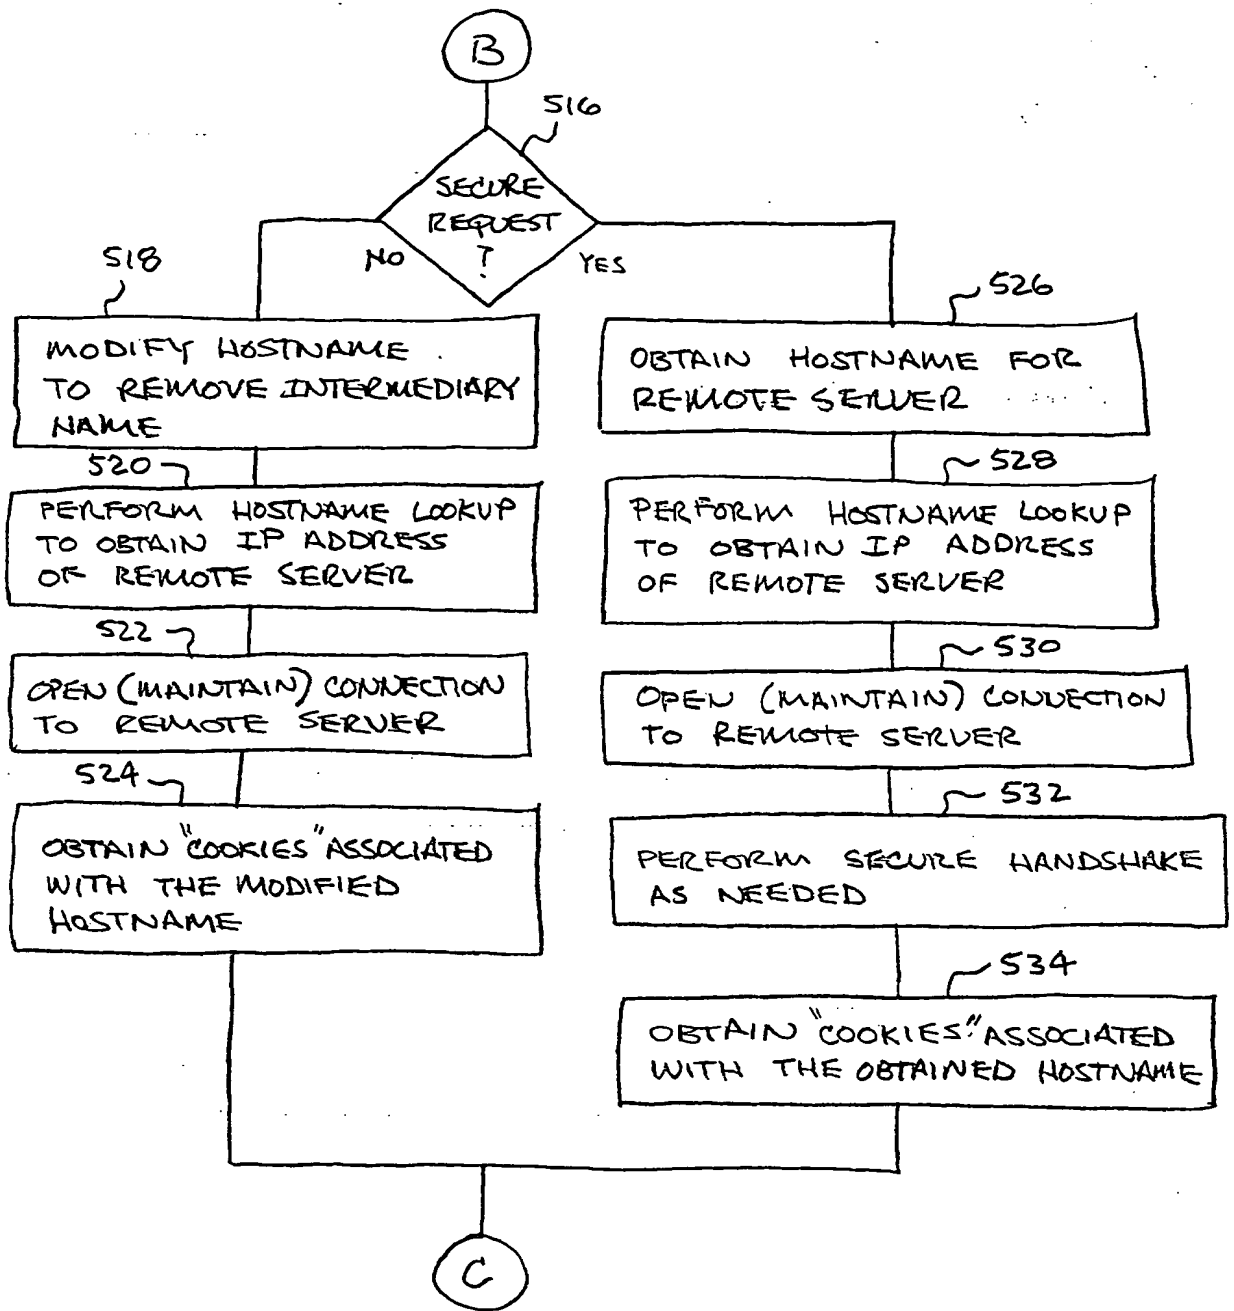 B
516
SECURE
REQUEST
?
NO
YES
518
MODIFY HOSTNAME
TO REMOVE INTERMEDIARY
NAME
520
PERFORM HOSTNAME LOOKUP
TO OBTAIN IP ADDRESS
OF REMOTE SERVER
522
OPEN (MAINTAIN) CONNECTION
TO REMOTE SERVER
524
OBTAIN "COOKIES" ASSOCIATED
WITH THE MODIFIED
HOSTNAME
526
OBTAIN HOSTNAME FOR
REMOTE SERVER
528
PERFORM HOSTNAME LOOKUP
TO OBTAIN IP ADDRESS
OF REMOTE SERVER
530
OPEN (MAINTAIN) CONNECTION
TO REMOTE SERVER
532
PERFORM SECURE HANDSHAKE
AS NEEDED
534
OBTAIN "COOKIES" ASSOCIATED
WITH THE OBTAINED HOSTNAME
C